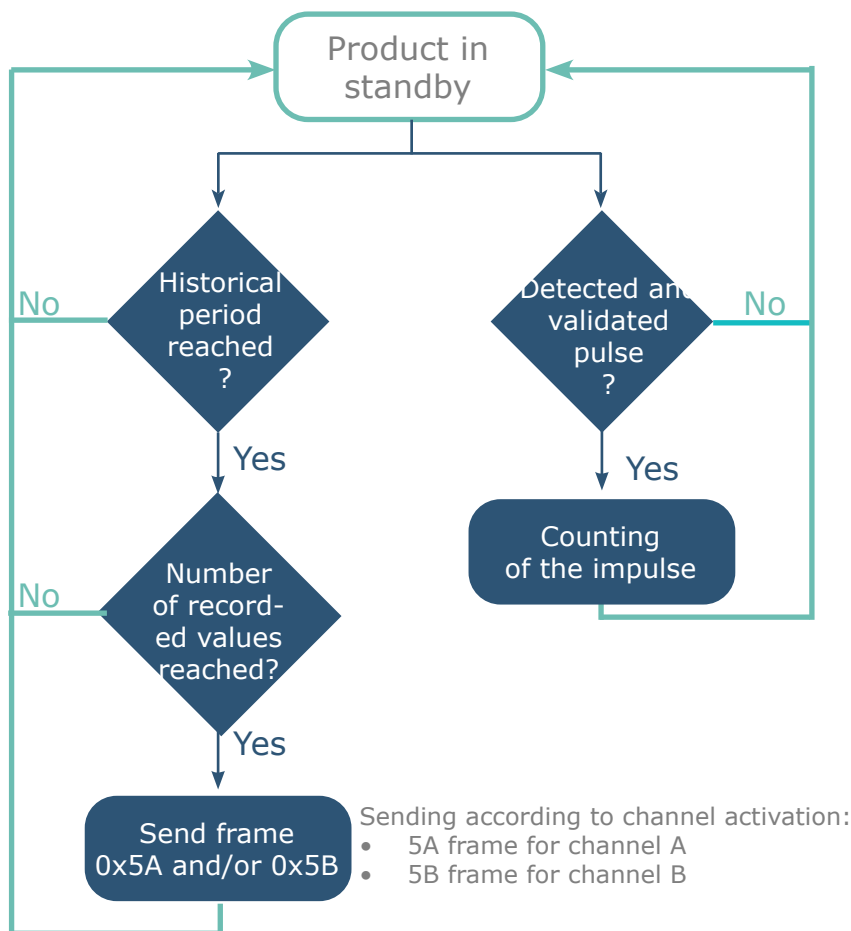 Product in
standby
Historical
period
reached
?
No
Detected and
validated
pulse
?
No
Yes
Yes
Number
of record-
ed values
reached?
No
Counting
of the impulse
Yes
Send frame
0x5A and/or 0x5B
Sending according to channel activation:
• 5A frame for channel A
• 5B frame for channel B